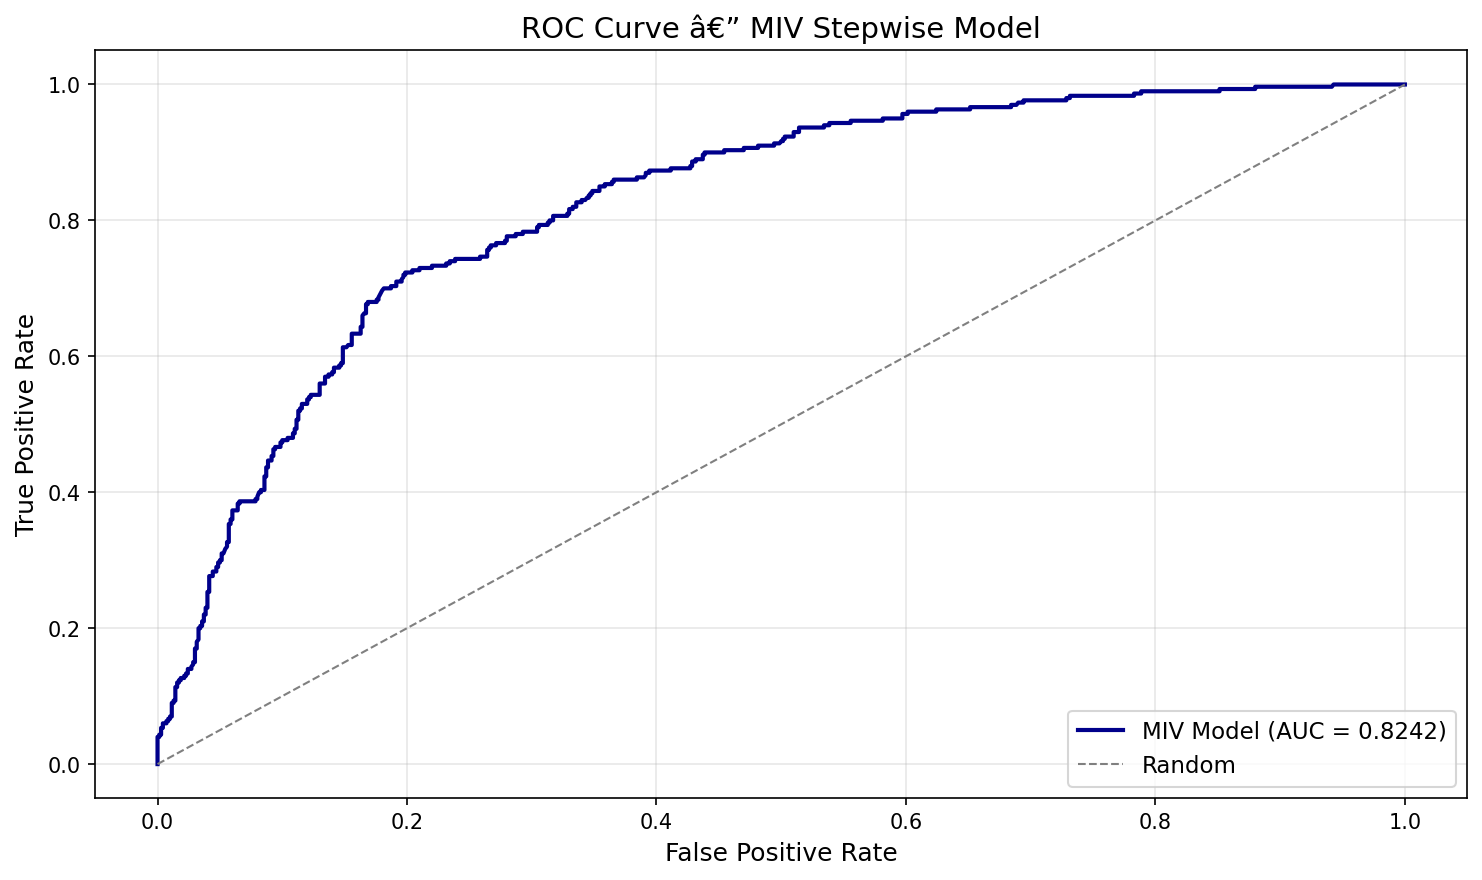 ROC Curve â€” MIV Stepwise Model
True Positive Rate
1.0
0.8
0.6
0.4
0.2
0.0
0.0 0.2 0.4 0.6 0.8 1.0
False Positive Rate
MIV Model (AUC = 0.8242)
Random